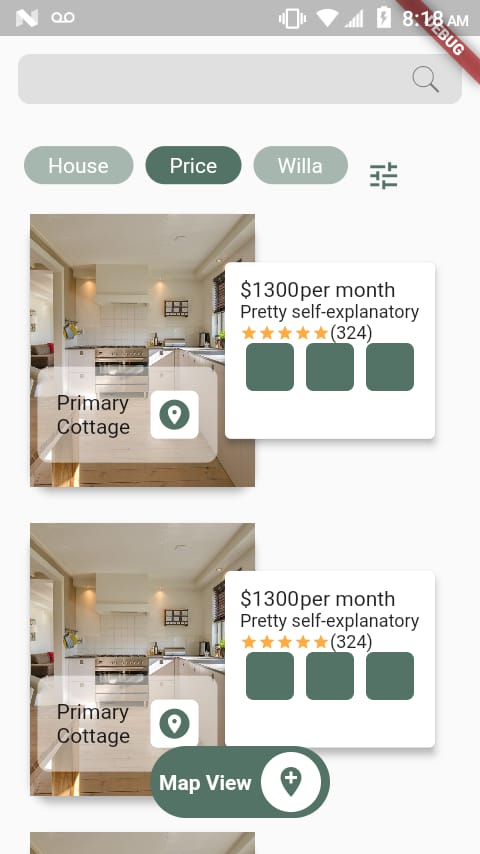 8:18 AM
DEBUG
House Price Willa
$1300per month
Pretty self-explanatory
(324)
Primary
Cottage
$1300per month
Pretty self-explanatory
(324)
Primary
Cottage
Map View